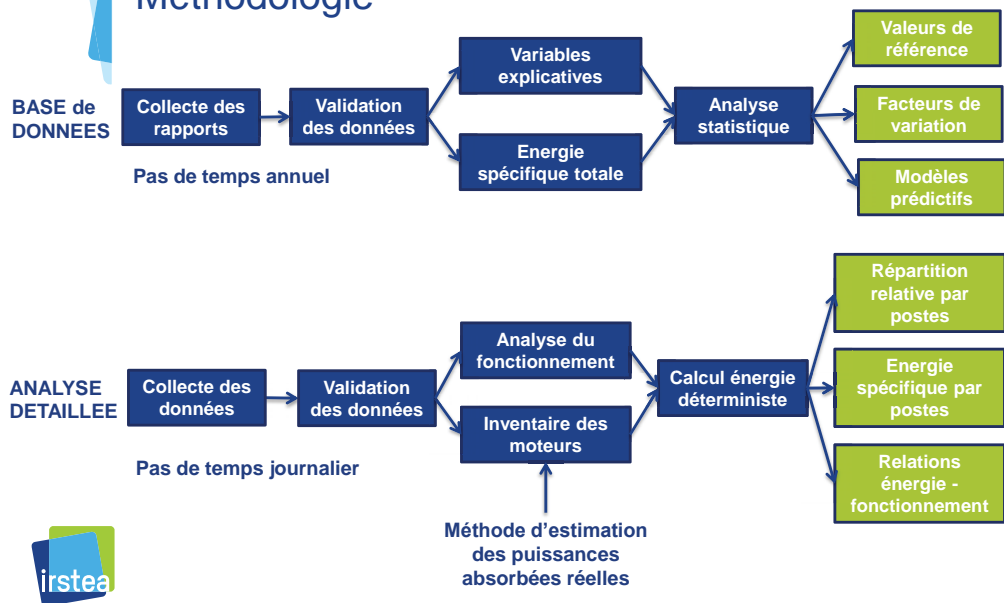 Méthodologie
BASE de
DONNEES
Collecte des
rapports
Validation
des données
Variables
explicatives
Energie
spécifique totale
Analyse
statistique
Valeurs de
référence
Facteurs de
variation
Modèles
prédictifs
Pas de temps annuel
ANALYSE
DETAILLEE
Collecte des
données
Validation
des données
Analyse du
fonctionnement
Inventaire des
moteurs
Calcul énergie
déterministe
Répartition
relative par
postes
Energie
spécifique par
postes
Relations
énergie -
fonctionnement
Pas de temps journalier
Méthode d'estimation
des puissances
absorbées réelles
irstea